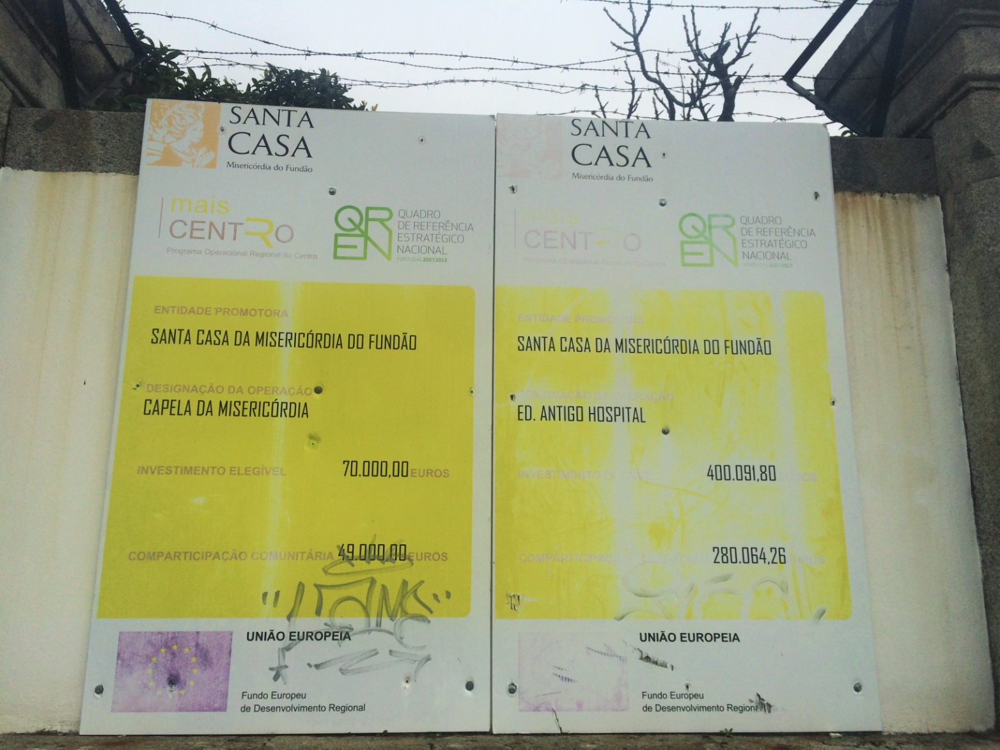 SANTA
CASA
Misericórdia do Fundão
mais
CENTRO
Programa Operacional Regional do Centro
QREN
QUADRO
DE REFERÊNCIA
ESTRATÉGICO
NACIONAL
PORTUGAL 2007.2013
ENTIDADE PROMOTORA
SANTA CASA DA MISERICÓRDIA DO FUNDÃO
DESIGNAÇÃO DA OPERAÇÃO
CAPELA DA MISERICÓRDIA
INVESTIMENTO ELEGÍVEL 70.000,00 EUROS
COMPARTICIPAÇÃO COMUNITÁRIA 49.000,00 EUROS
UNIÃO EUROPEIA
Fundo Europeu
de Desenvolvimento Regional
SANTA
CASA
Misericórdia do Fundão
mais
CENTRO
Programa Operacional Regional do Centro
QREN
QUADRO
DE REFERÊNCIA
ESTRATÉGICO
NACIONAL
PORTUGAL 2007.2013
ENTIDADE PROMOTORA
SANTA CASA DA MISERICÓRDIA DO FUNDÃO
DESIGNAÇÃO DA OPERAÇÃO
ED. ANTIGO HOSPITAL
INVESTIMENTO ELEGÍVEL 400.091,80 EUROS
COMPARTICIPAÇÃO COMUNITÁRIA 280.064,26 EUROS
UNIÃO EUROPEIA
Fundo Europeu
de Desenvolvimento Regional